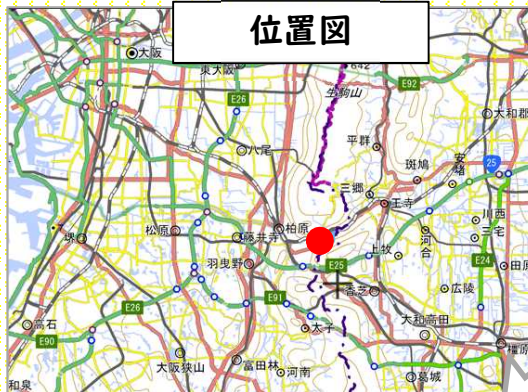 位置図
大阪
東大阪
642
生駒山
E92
大和郡
E26
平群
八尾
斑鳩
安堵
25
三郷
王寺
川西
三宅
堺
松原
藤井寺
柏原
河合
上牧
羽曳野
E25
E24
田原
香芝
広陵
E26
E91
高石
太子
大和高田
E90
橿原
大阪狭山
富田林
河南
葛城
和泉